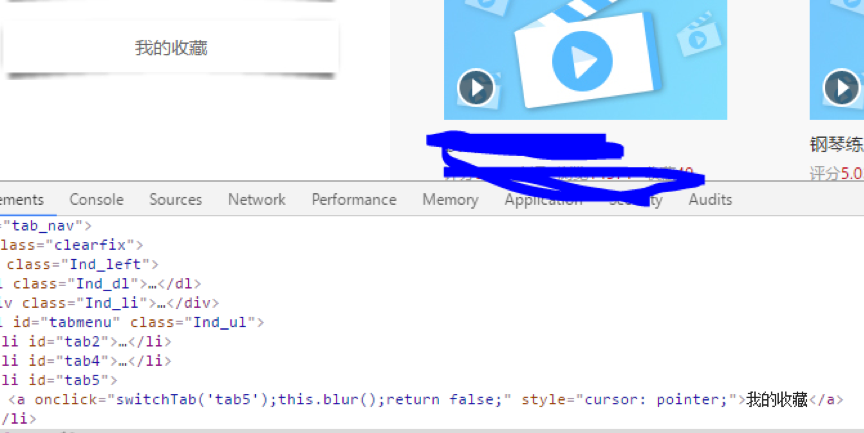 我的收藏
钢琴练
评分5.0
ements Console Sources Network Performance Memory Application Security Audits
="tab_nav">
lass="clearfix">
class="Ind_left">
l class="Ind_dl">…</dl>
iv class="Ind_li">…</div>
l id="tabmenu" class="Ind_ul">
li id="tab2">…</li>
li id="tab4">…</li>
li id="tab5">
<a onclick="switchTab('tab5');this.blur();return false;" style="cursor: pointer;">我的收藏</a>
/li>